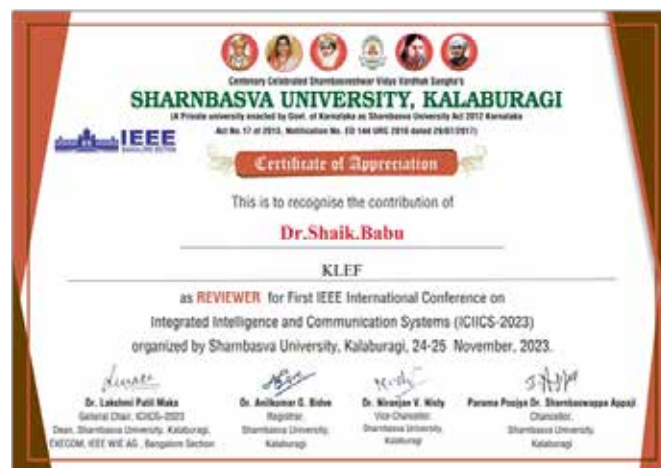 Centenary Celebrated Sharnbasveshwar Vidya Vardhak Sangha's
SHARNBASVA UNIVERSITY, KALABURAGI
(A Private university enacted by Govt. of Karnataka as Sharnbasva University Act 2012 Karnataka
Act No. 17 of 2013, Notification No. ED 144 URC 2016 dated 29/07/2017)
IEEE
BANGALORE SECTION
Certificate of Appreciation
This is to recognise the contribution of
Dr.Shaik.Babu
KLEF
as REVIEWER for First IEEE International Conference on
Integrated Intelligence and Communication Systems (ICIICS-2023)
organized by Sharnbasva University, Kalaburagi, 24-25 November, 2023.
Dr. Lakshmi Patil Maka
General Chair, ICIICS-2023
Dean, Sharnbasva University, Kalaburagi,
EXECOM, IEEE WIE AG, Bangalore Section
Dr. Anilkumar G. Bidve
Registrar,
Sharnbasva University,
Kalaburagi
Dr. Niranjan V. Nisty
Vice-Chancellor,
Sharnbasva University,
Kalaburagi
Parama Poojya Dr. Sharnbaswappa Appaji
Chancellor,
Sharnbasva University,
Kalaburagi